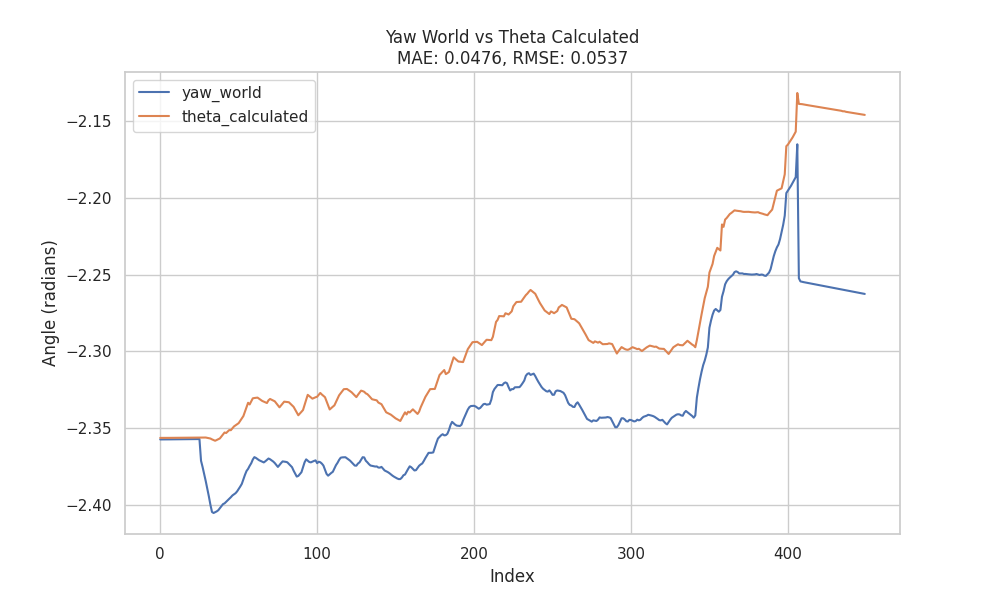 Yaw World vs Theta Calculated
MAE: 0.0476, RMSE: 0.0537
yaw_world
theta_calculated
−2.15
−2.20
−2.25
−2.30
−2.35
−2.40
Angle (radians)
0 100 200 300 400
Index